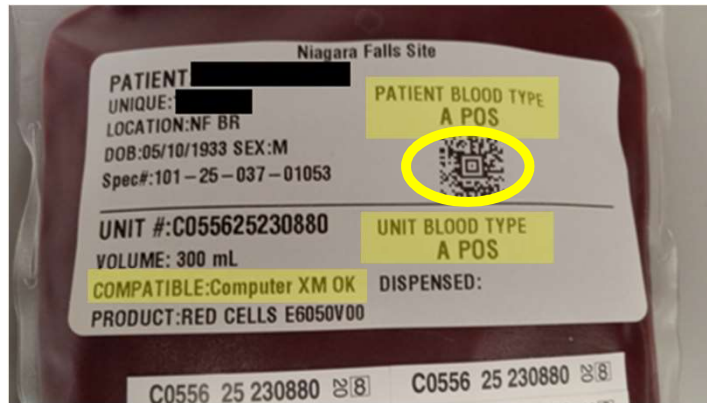 Niagara Falls Site
PATIENT:
UNIQUE:
LOCATION:NF BR
DOB:05/10/1933 SEX:M
Spec#:101-25-037-01053
PATIENT BLOOD TYPE
A POS
UNIT #:C055625230880
VOLUME: 300 mL
COMPATIBLE:Computer XM OK
PRODUCT:RED CELLS E6050V00
UNIT BLOOD TYPE
A POS
DISPENSED:
C0556 25 230880 20 8
C0556 25 230880 20 8